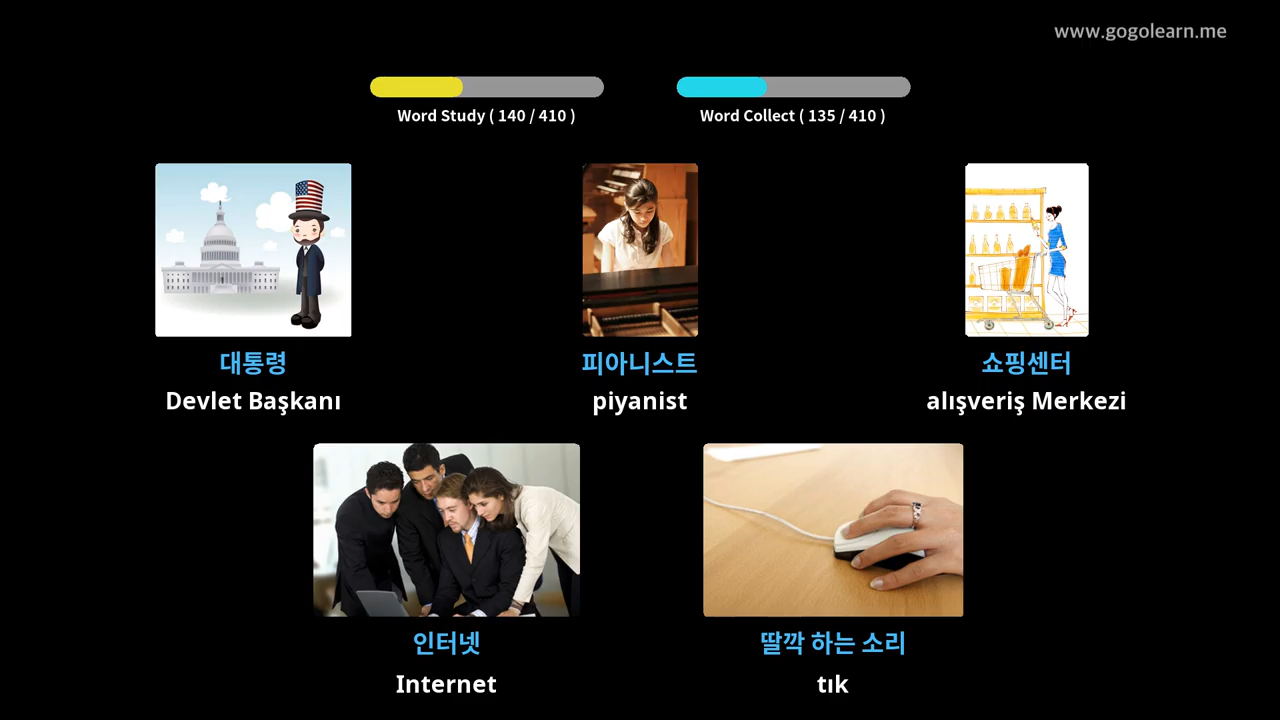 www.gogolearn.me
Word Study ( 140 / 410 )
Word Collect ( 135 / 410 )
대통령
Devlet Başkanı
피아니스트
piyanist
쇼핑센터
alışveriş Merkezi
인터넷
Internet
딸깍 하는 소리
tık